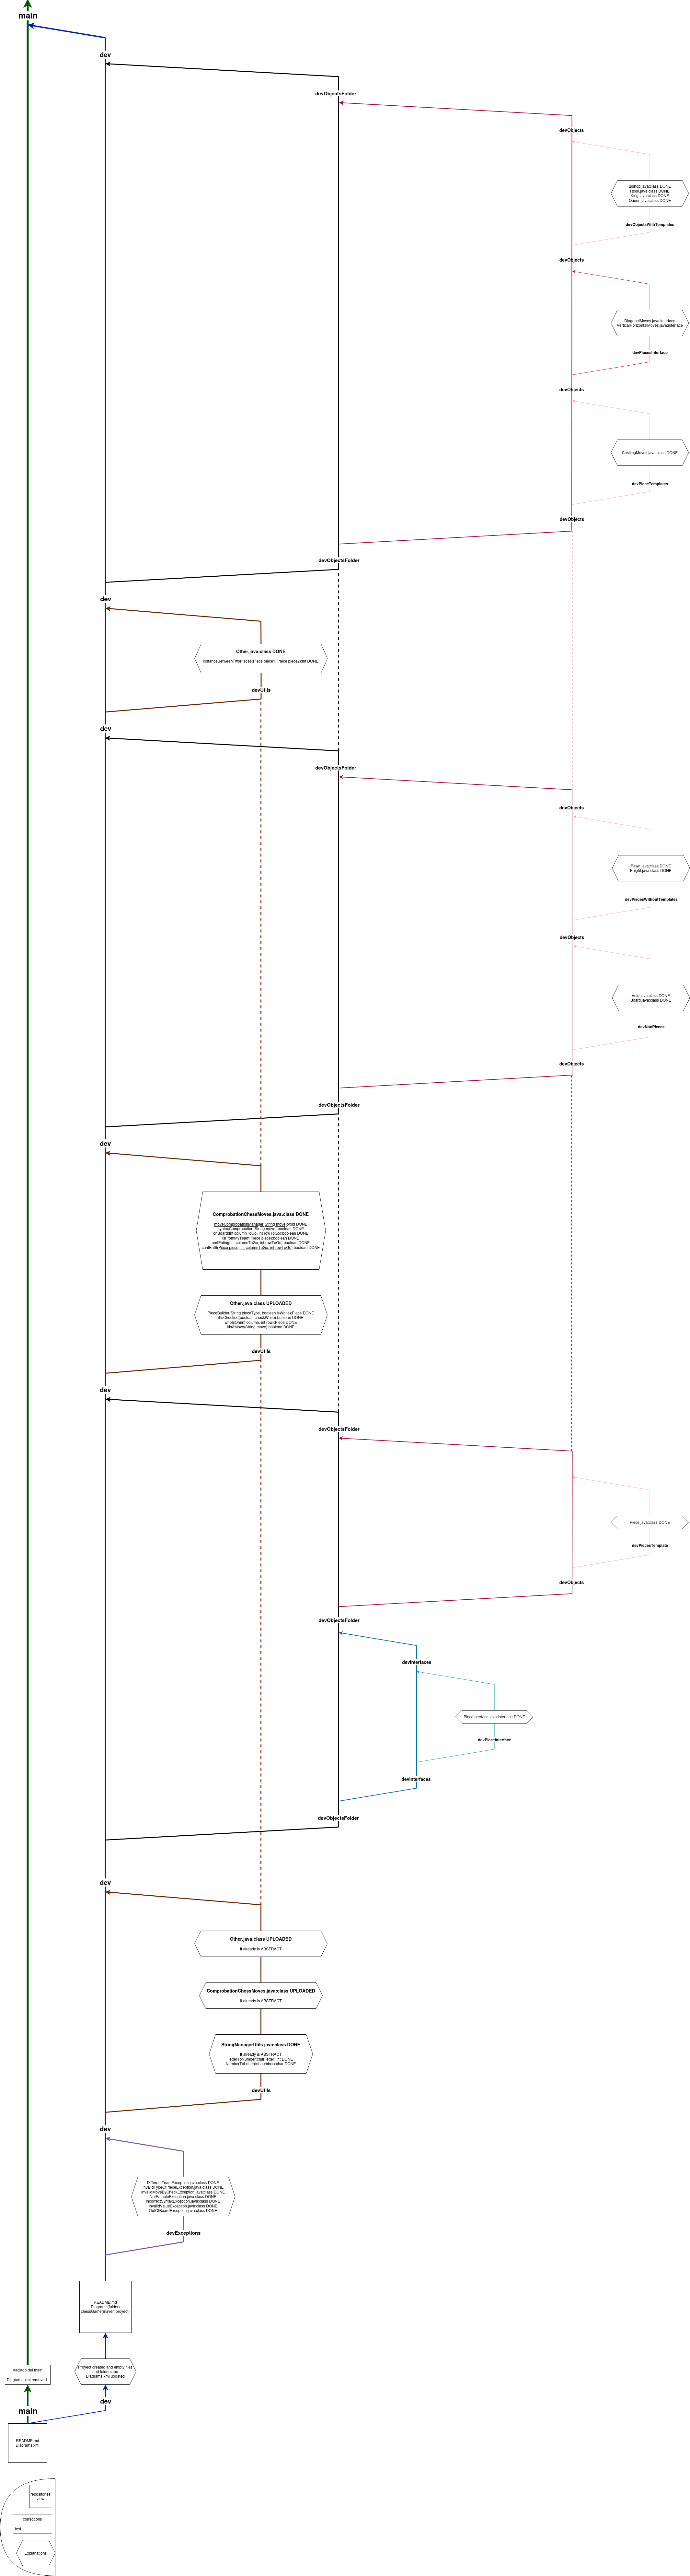 main
dev
devObjectsFolder
devObjects
Bishop.java:class DONE
Rook.java:class DONE
King.java:class DONE
Queen.java:class DONE
devObjectsWithTemplates
devObjects
DiagonalMoves.java:interface
VerticalHorizontalMoves.java:interface
devPiecesInterface
devObjects
CastlingMoves.java:class DONE
devPieceTemplates
devObjects
devObjectsFolder
dev
Other.java:class DONE
distanceBetweenTwoPieces(Piece piece1, Piece piece2):int DONE
devUtils
dev
devObjectsFolder
devObjects
Pawn.java:class DONE
Knight.java:class DONE
devPiecesWithoutTemplates
devObjects
Void.java:class DONE
Board.java:class DONE
devNonPieces
devObjects
devObjectsFolder
dev
ComprobationChessMoves.java:class DONE
moveComprobationManager(String move):void DONE
syntaxComprobation(String move):boolean DONE
onBoard(int columnToGo, int rowToGo):boolean DONE
isFromMyTeam(Piece piece):boolean DONE
amIEating(int columnToGo, int rowToGo):boolean DONE
canIEatIt(Piece piece, int columnToGo, int rowToGo):boolean DONE
Other.java:class UPLOADED
PieceBuilder(String pieceType, boolean isWhite):Piece DONE
itIsChecked(boolean checkWhite):boolean DONE
whoIsOn(int column, int row):Piece DONE
itIsAMove(String move):boolean DONE
devUtils
dev
devObjectsFolder
Piece.java:class DONE
devPiecesTemplate
devObjects
devObjectsFolder
devInterfaces
PieceInterface.java:interface DONE
devPieceInterface
devInterfaces
devObjectsFolder
dev
Other.java:class UPLOADED
it already is ABSTRACT
ComprobationChessMoves.java:class UPLOADED
it already is ABSTRACT
StringManagerUtils.java:class DONE
it already is ABSTRACT
letterToNumber(char letter):int DONE
NumberToLetter(int number):char DONE
devUtils
dev
DifferentTeamException.java:class DONE
InvalidTypeOfPieceException.java:class DONE
InvalidMoveByCheckException.java:class DONE
NotEatableException.java:class DONE
IncorrectSyntaxException.java:class DONE
InvalidValueException.java:class DONE
OutOfBoardException.java:class DONE
devExceptions
README.md
Diagrams(folder)
chessGame(maven proyect)
Vaciado del main
Diagrams.xml removed
Proyect created and empty files
and folders too
Diagrams.xml updated
dev
main
README.md
Diagrams.xml
repositories
view
convictions
text...
Explanations